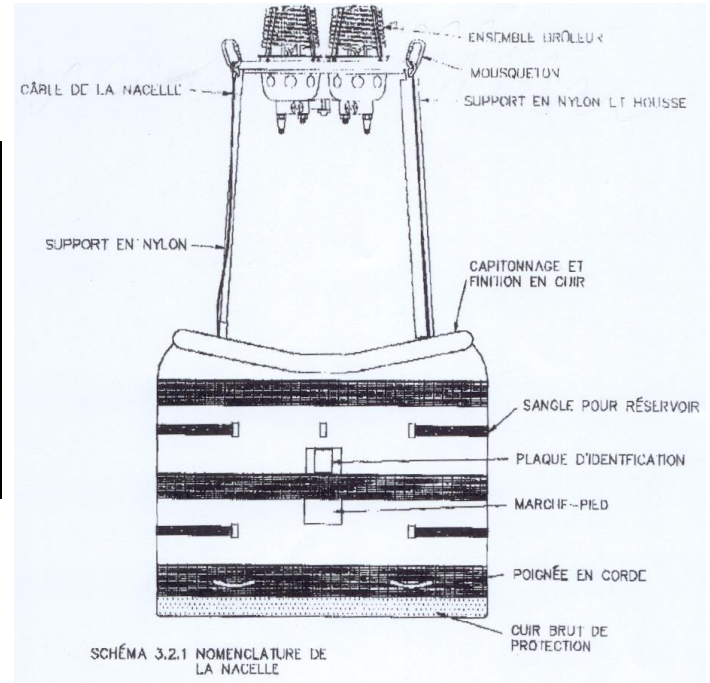 ENSEMBLE BRÛLEUR
MOUSQUETON
CÂBLE DE LA NACELLE
SUPPORT EN NYLON ET HOUSSE
SUPPORT EN NYLON
CAPITONNAGE ET
FINITION EN CUIR
SANGLE POUR RÉSERVOIR
PLAQUE D'IDENTFICATION
MARCHE-PIED
POIGNÉE EN CORDE
CUIR BRUT DE
PROTECTION
SCHÉMA 3.2.1 NOMENCLATURE DE
LA NACELLE